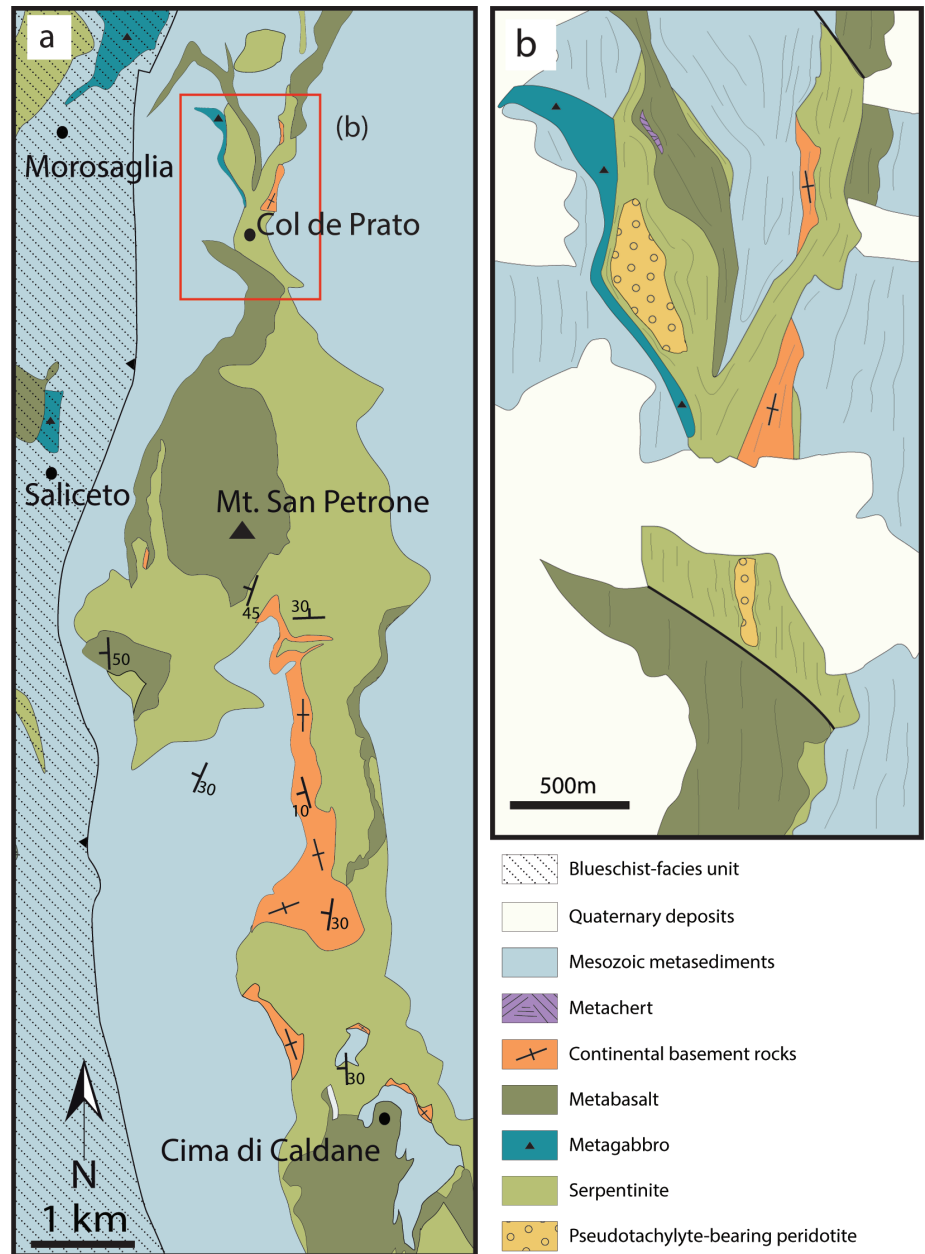 a
(b)
Morosaglia
Col de Prato
Saliceto
Mt. San Petrone
45
30
50
30
10
30
30
Cima di Caldane
N
1 km
b
500m
Blueschist-facies unit
Quaternary deposits
Mesozoic metasediments
Metachert
Continental basement rocks
Metabasalt
Metagabbro
Serpentinite
Pseudotachylyte-bearing peridotite